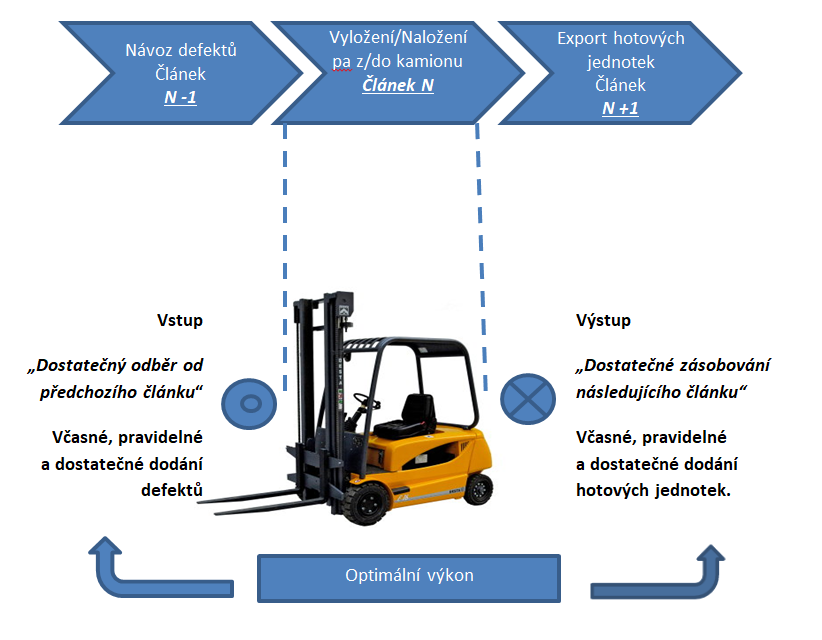 Návoz defektů
Článek
N -1
Vyložení/Naložení
pa z/do kamionu
Článek N
Export hotových
jednotek
Článek
N +1
Vstup
„Dostatečný odběr od
předchozího článku“
Včasné, pravidelné
a dostatečné dodání
defektů
Výstup
„Dostatečné zásobování
následujícího článku“
Včasné, pravidelné
a dostatečné dodání
hotových jednotek.
Optimální výkon